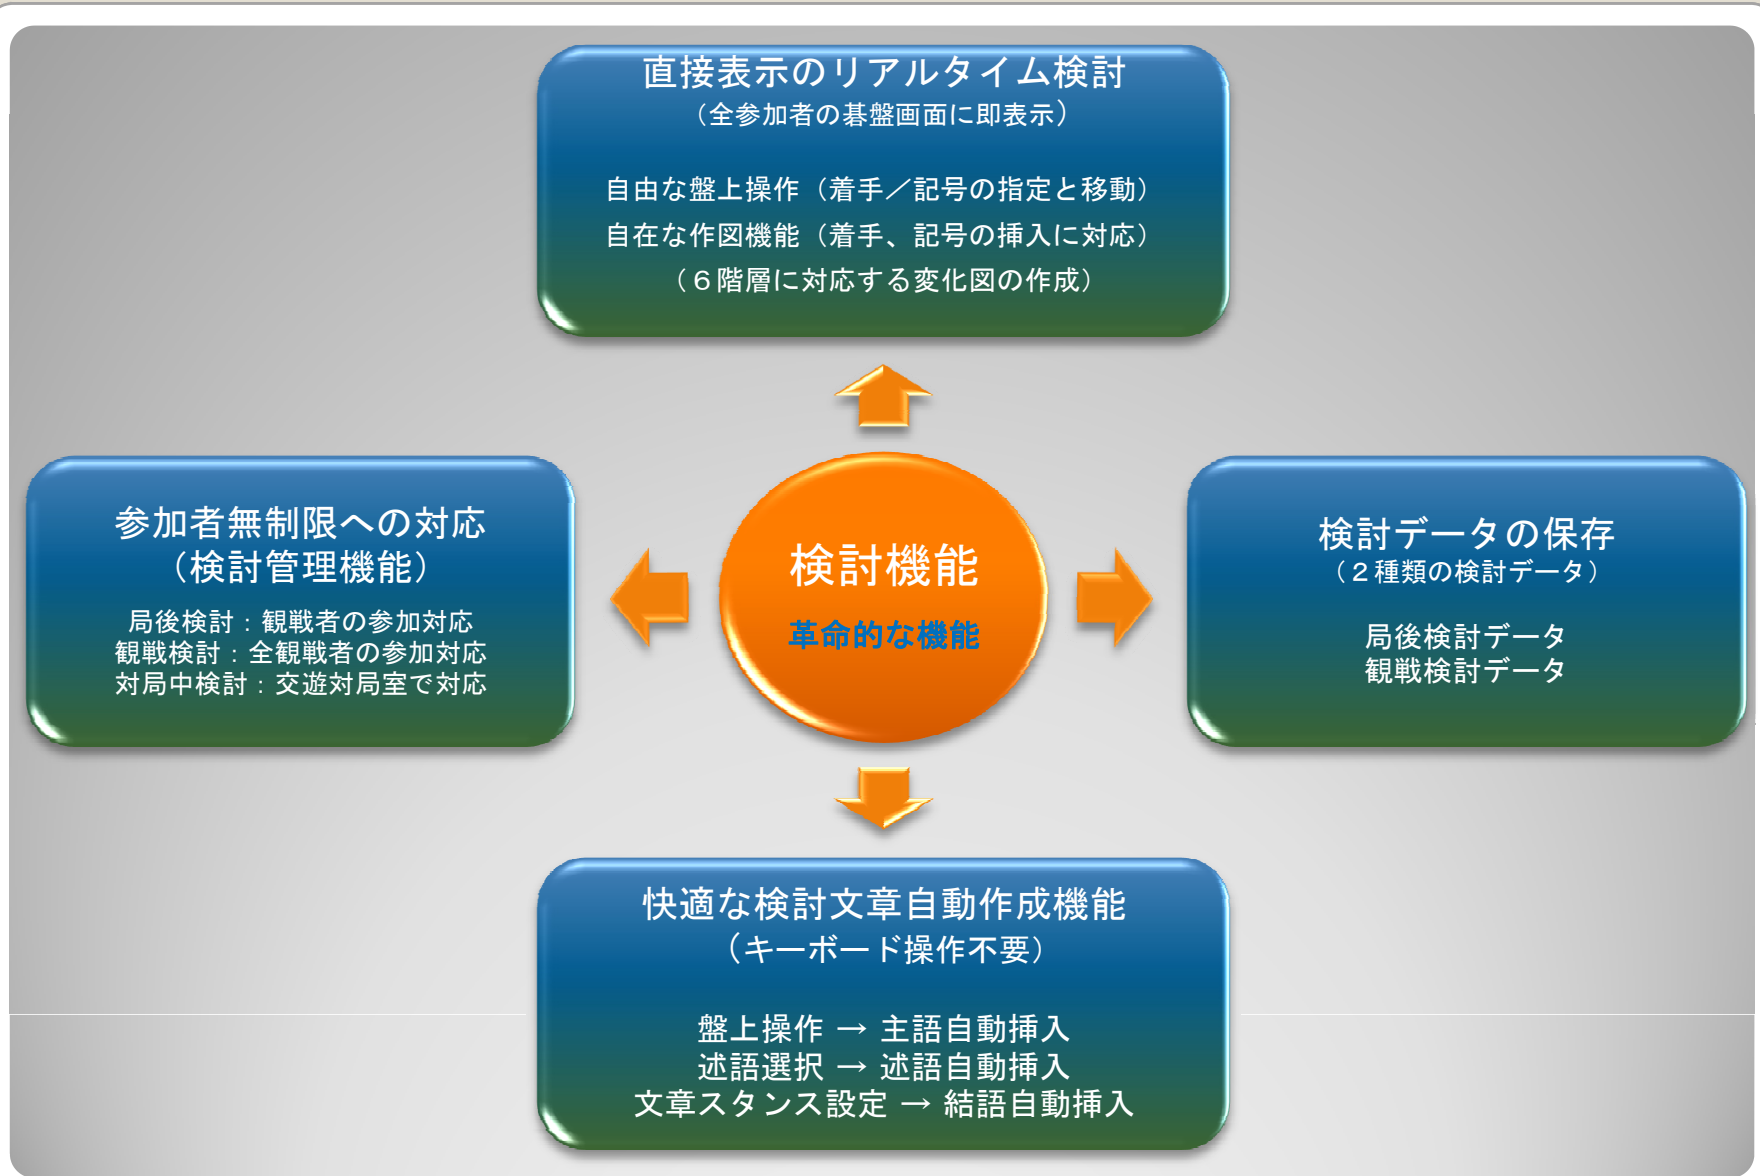 直接表示のリアルタイム検討
（全参加者の碁盤画面に即表示）
自由な盤上操作（着手／記号の指定と移動）
自在な作図機能（着手、記号の挿入に対応）
（６階層に対応する変化図の作成）
参加者無制限への対応
（検討管理機能）
局後検討：観戦者の参加対応
観戦検討：全観戦者の参加対応
対局中検討：交遊対局室で対応
検討機能
革命的な機能
検討データの保存
（２種類の検討データ）
局後検討データ
観戦検討データ
快適な検討文章自動作成機能
（キーボード操作不要）
盤上操作 → 主語自動挿入
述語選択 → 述語自動挿入
文章スタンス設定 → 結語自動挿入